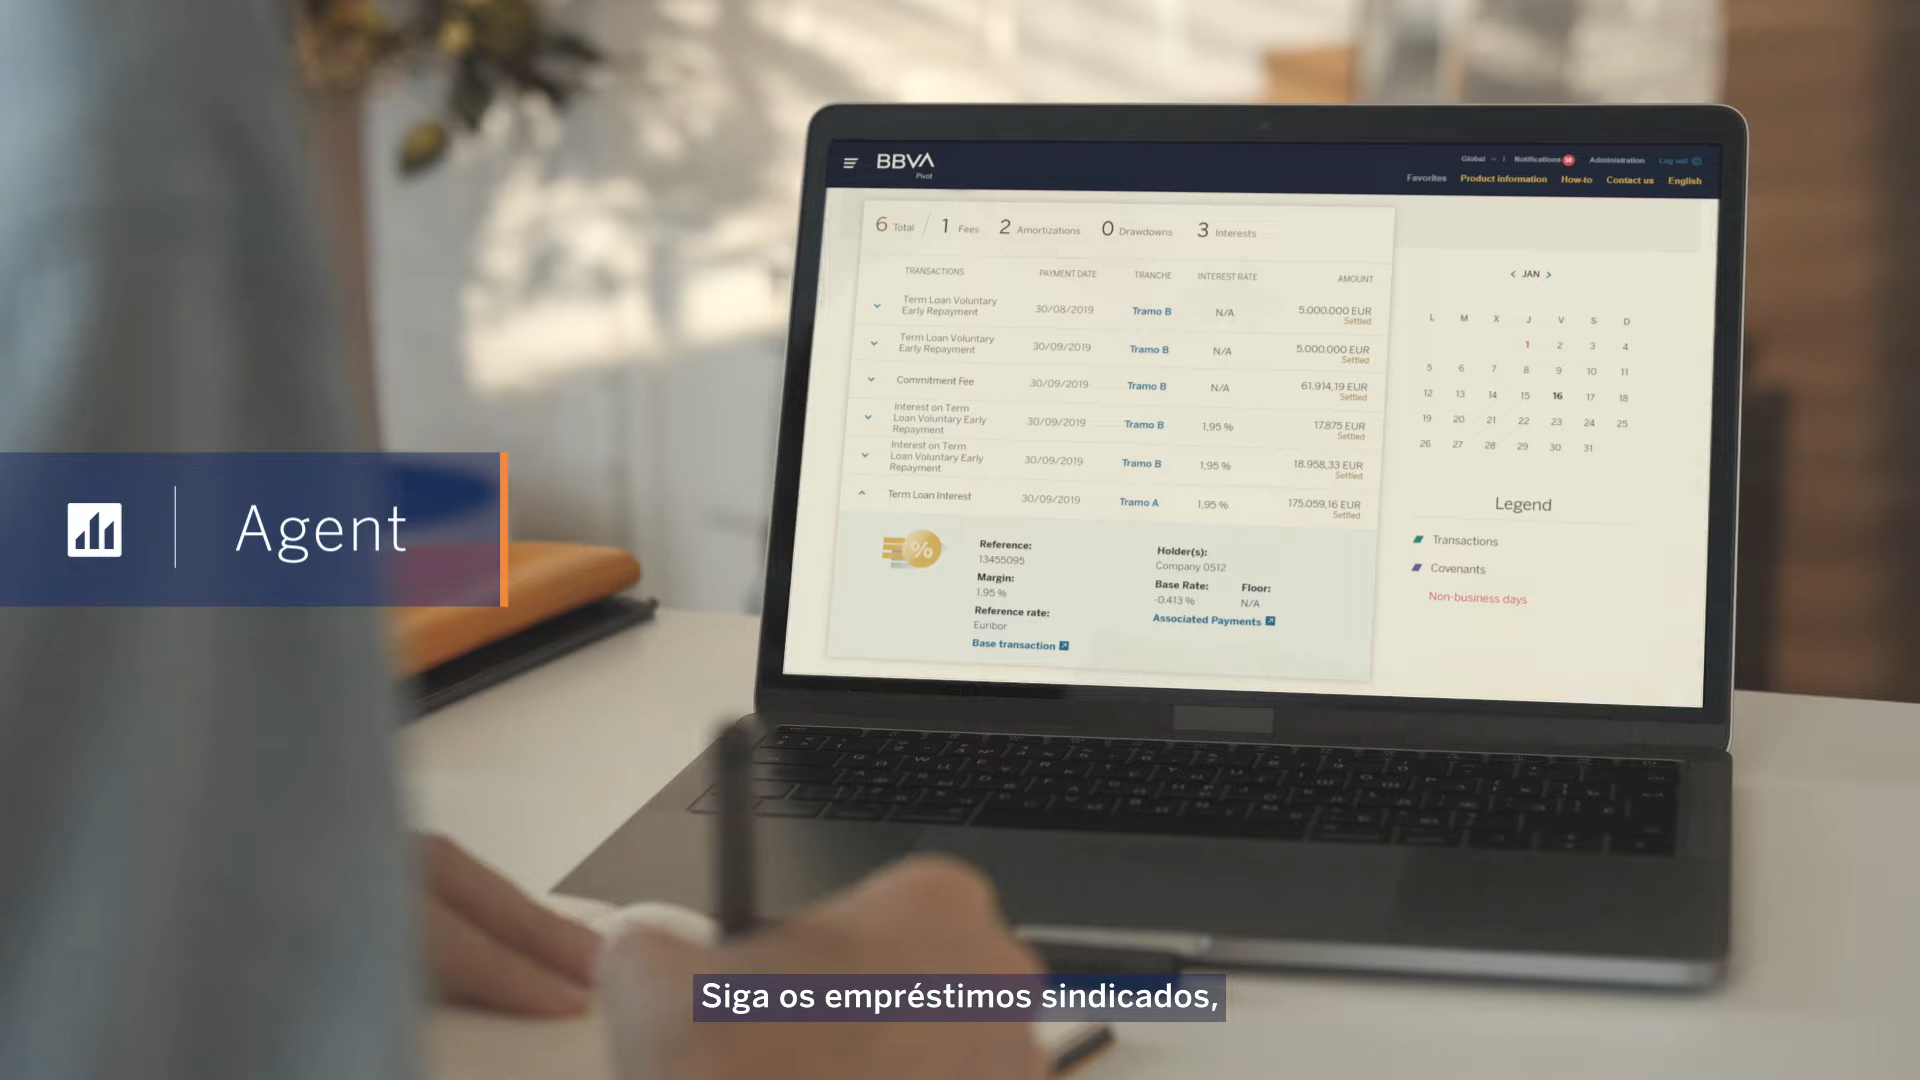 BBVA
Pivot
Global
Notifications
Administration
Log out
Favorites
Product information
How-to
Contact us
English
6 Total / 1 Fees 2 Amortizations 0 Drawdowns 3 Interests
TRANSACTIONS PAYMENT DATE TRANCHE INTEREST RATE AMOUNT
Term Loan Voluntary
Early Repayment
30/08/2019 Tramo B N/A 5.000.000 EUR
Settled
Term Loan Voluntary
Early Repayment
30/09/2019 Tramo B N/A 5.000.000 EUR
Settled
Commitment Fee 30/09/2019 Tramo B N/A 61.914,19 EUR
Settled
Interest on Term
Loan Voluntary Early
Repayment
30/09/2019 Tramo B 1,95 % 17.875 EUR
Settled
Interest on Term
Loan Voluntary Early
Repayment
30/09/2019 Tramo B 1,95 % 18.958,33 EUR
Settled
Term Loan Interest 30/09/2019 Tramo A 1,95 % 175.059,16 EUR
Settled
%
Reference:
13455095
Margin:
1.95 %
Reference rate:
Euribor
Base transaction
Holder(s):
Company 0512
Base Rate: Floor:
-0.413 % N/A
Associated Payments
< JAN >
L M X J V S D
1 2 3 4
5 6 7 8 9 10 11
12 13 14 15 16 17 18
19 20 21 22 23 24 25
26 27 28 29 30 31
Legend
Transactions
Covenants
Non-business days
Agent
Siga os empréstimos sindicados,